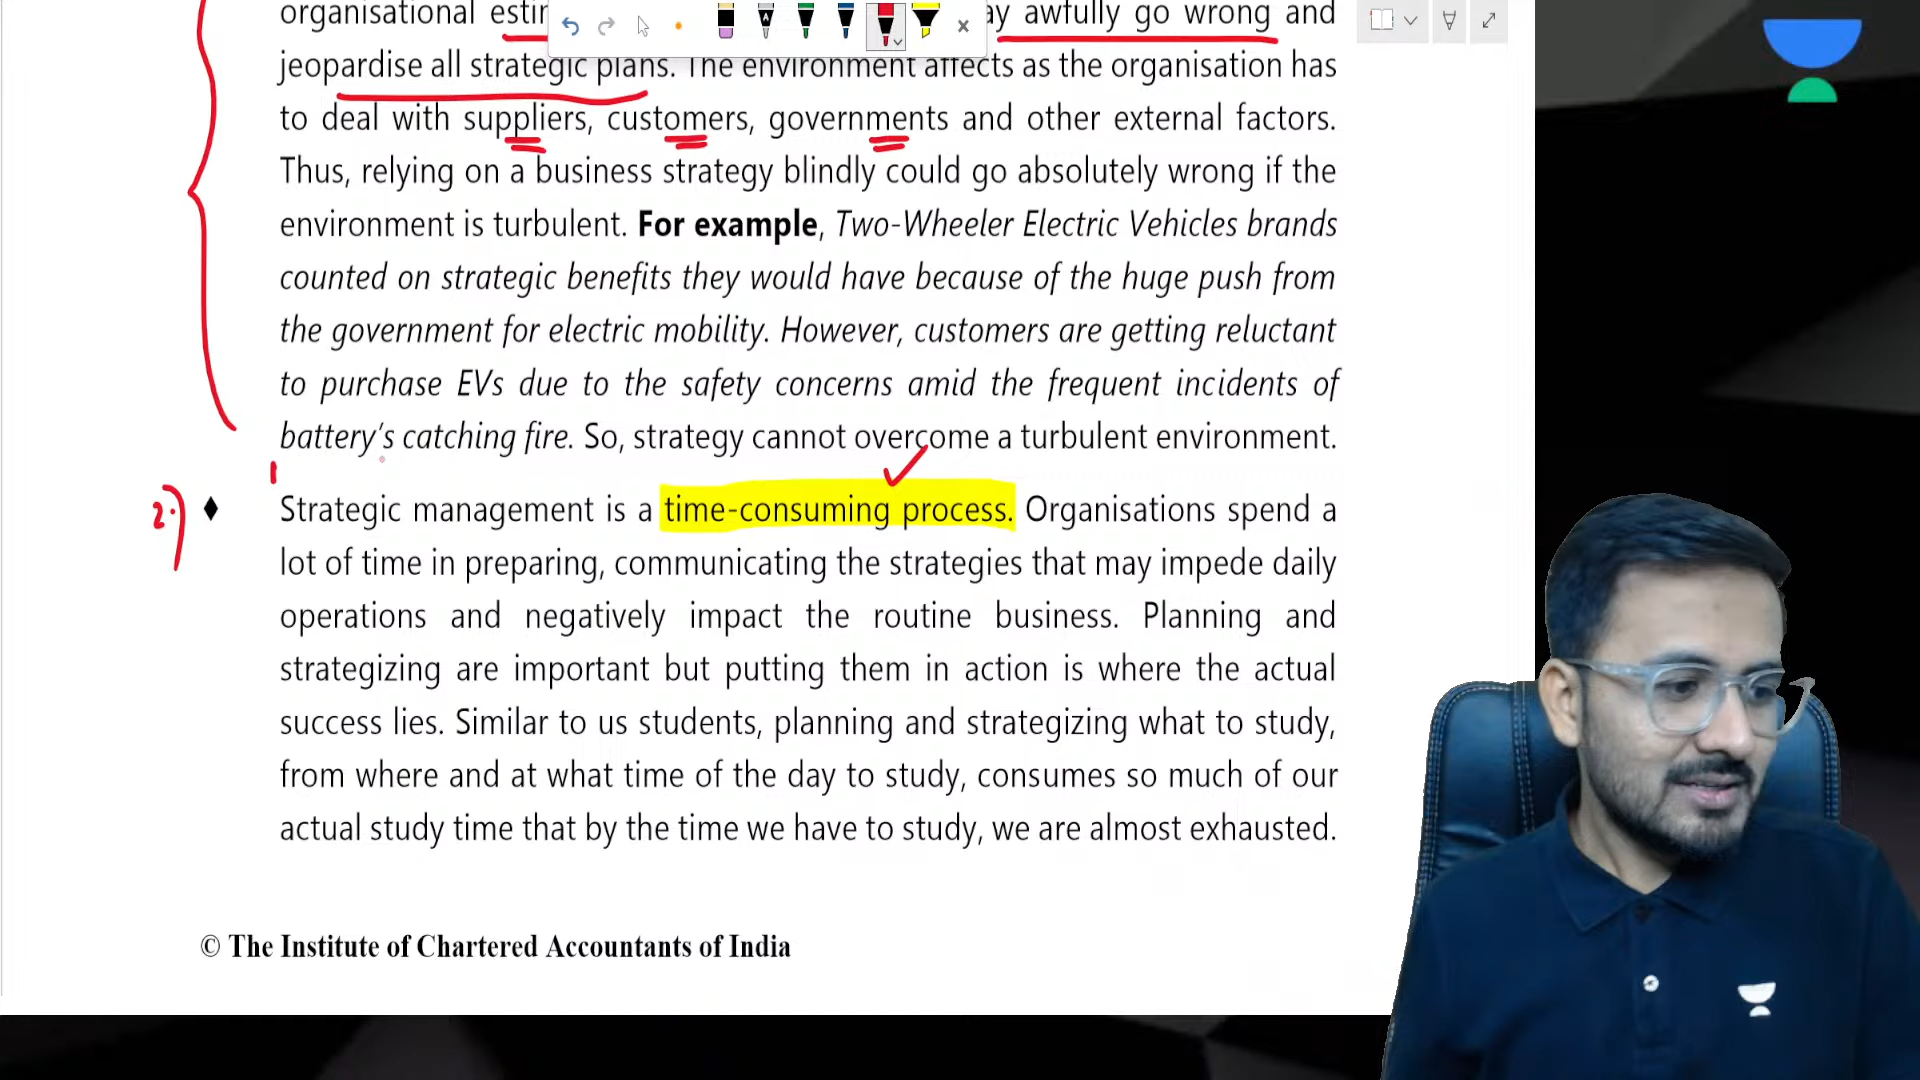 organisational estin ay awfully go wrong and
jeopardise all strategic plans. The environment affects as the organisation has
to deal with suppliers, customers, governments and other external factors.
Thus, relying on a business strategy blindly could go absolutely wrong if the
environment is turbulent. For example, Two-Wheeler Electric Vehicles brands
counted on strategic benefits they would have because of the huge push from
the government for electric mobility. However, customers are getting reluctant
to purchase EVs due to the safety concerns amid the frequent incidents of
battery's catching fire. So, strategy cannot overcome a turbulent environment.
2.) ♦ Strategic management is a time-consuming process. Organisations spend a
lot of time in preparing, communicating the strategies that may impede daily
operations and negatively impact the routine business. Planning and
strategizing are important but putting them in action is where the actual
success lies. Similar to us students, planning and strategizing what to study,
from where and at what time of the day to study, consumes so much of our
actual study time that by the time we have to study, we are almost exhausted.
© The Institute of Chartered Accountants of India